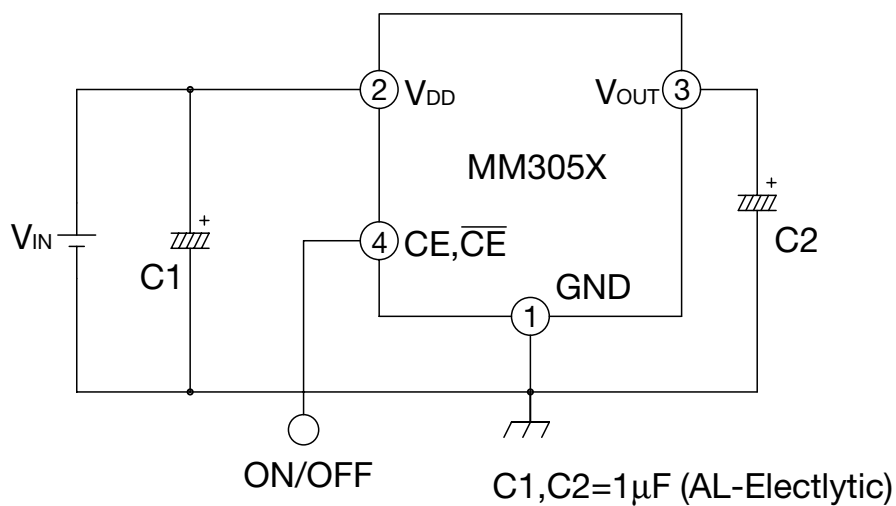 2 VDD
VOUT 3
MM305X
VIN
C1
4 CE,C̅E̅
C2
GND
1
ON/OFF
C1,C2=1μF (AL-Electlytic)
+
+